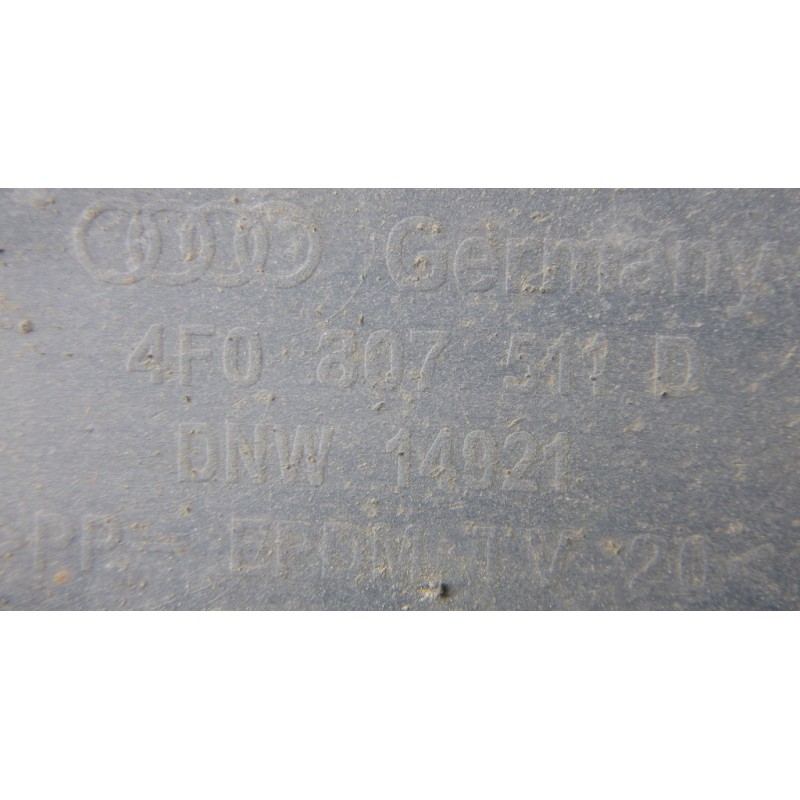 Germany
4F0 807 511 D
DNW 14921
>PP - EPDM-TV 20<